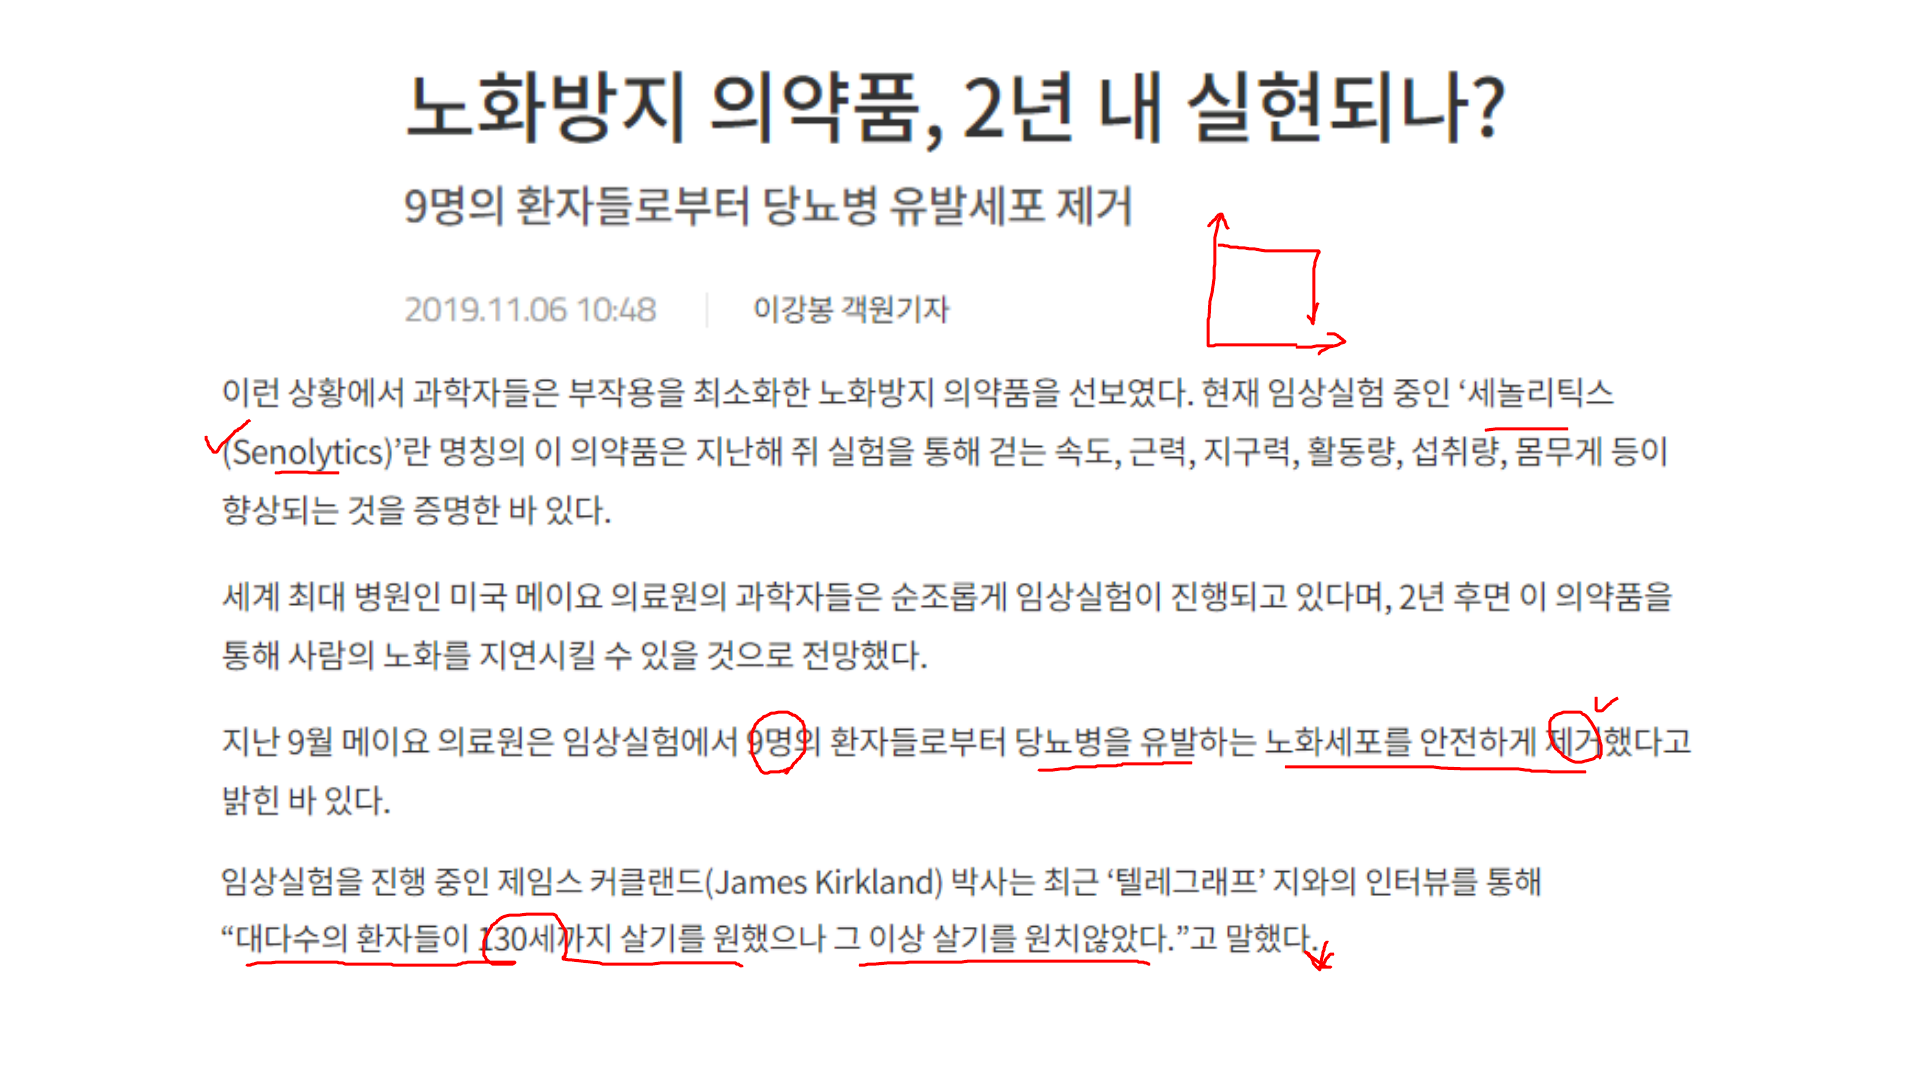 노화방지 의약품, 2년 내 실현되나?
9명의 환자들로부터 당뇨병 유발세포 제거
2019.11.06 10:48 이강봉 객원기자
이런 상황에서 과학자들은 부작용을 최소화한 노화방지 의약품을 선보였다. 현재 임상실험 중인 ‘세놀리틱스
(Senolytics)’란 명칭의 이 의약품은 지난해 쥐 실험을 통해 걷는 속도, 근력, 지구력, 활동량, 섭취량, 몸무게 등이
향상되는 것을 증명한 바 있다.
세계 최대 병원인 미국 메이요 의료원의 과학자들은 순조롭게 임상실험이 진행되고 있다며, 2년 후면 이 의약품을
통해 사람의 노화를 지연시킬 수 있을 것으로 전망했다.
지난 9월 메이요 의료원은 임상실험에서 9명의 환자들로부터 당뇨병을 유발하는 노화세포를 안전하게 제거했다고
밝힌 바 있다.
임상실험을 진행 중인 제임스 커클랜드(James Kirkland) 박사는 최근 ‘텔레그래프’ 지와의 인터뷰를 통해
“대다수의 환자들이 130세까지 살기를 원했으나 그 이상 살기를 원치않았다.”고 말했다.